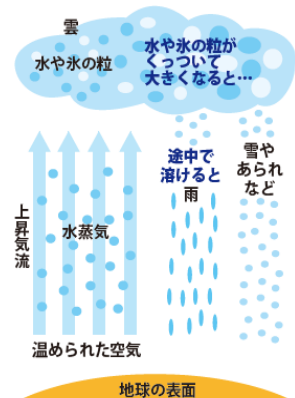 雲
水や氷の粒
水や氷の粒が
くっついて
大きくなると…
途中で
溶けると
雨
雪や
あられ
など
上昇気流
水蒸気
温められた空気
地球の表面